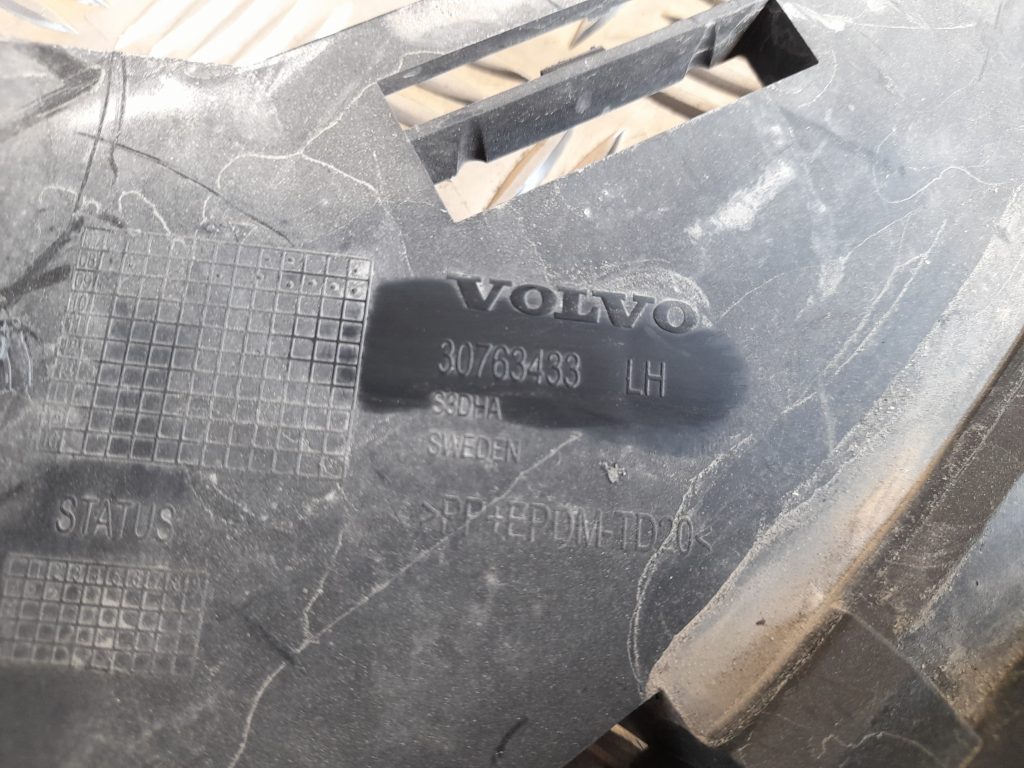 VOLVO
30763433 LH
S3DHA
SWEDEN
>PP+EPDM-TD20<
STATUS